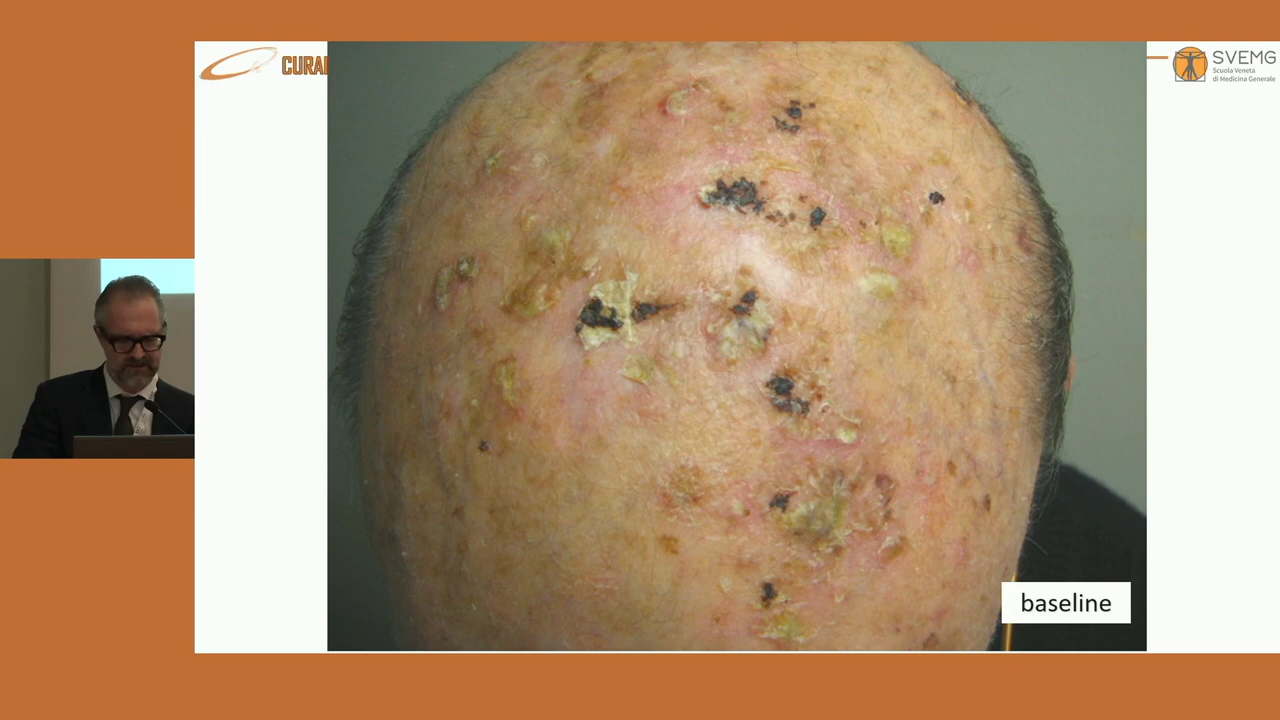 CURA
SVEMG
Scuola Veneta
di Medicina Generale
baseline